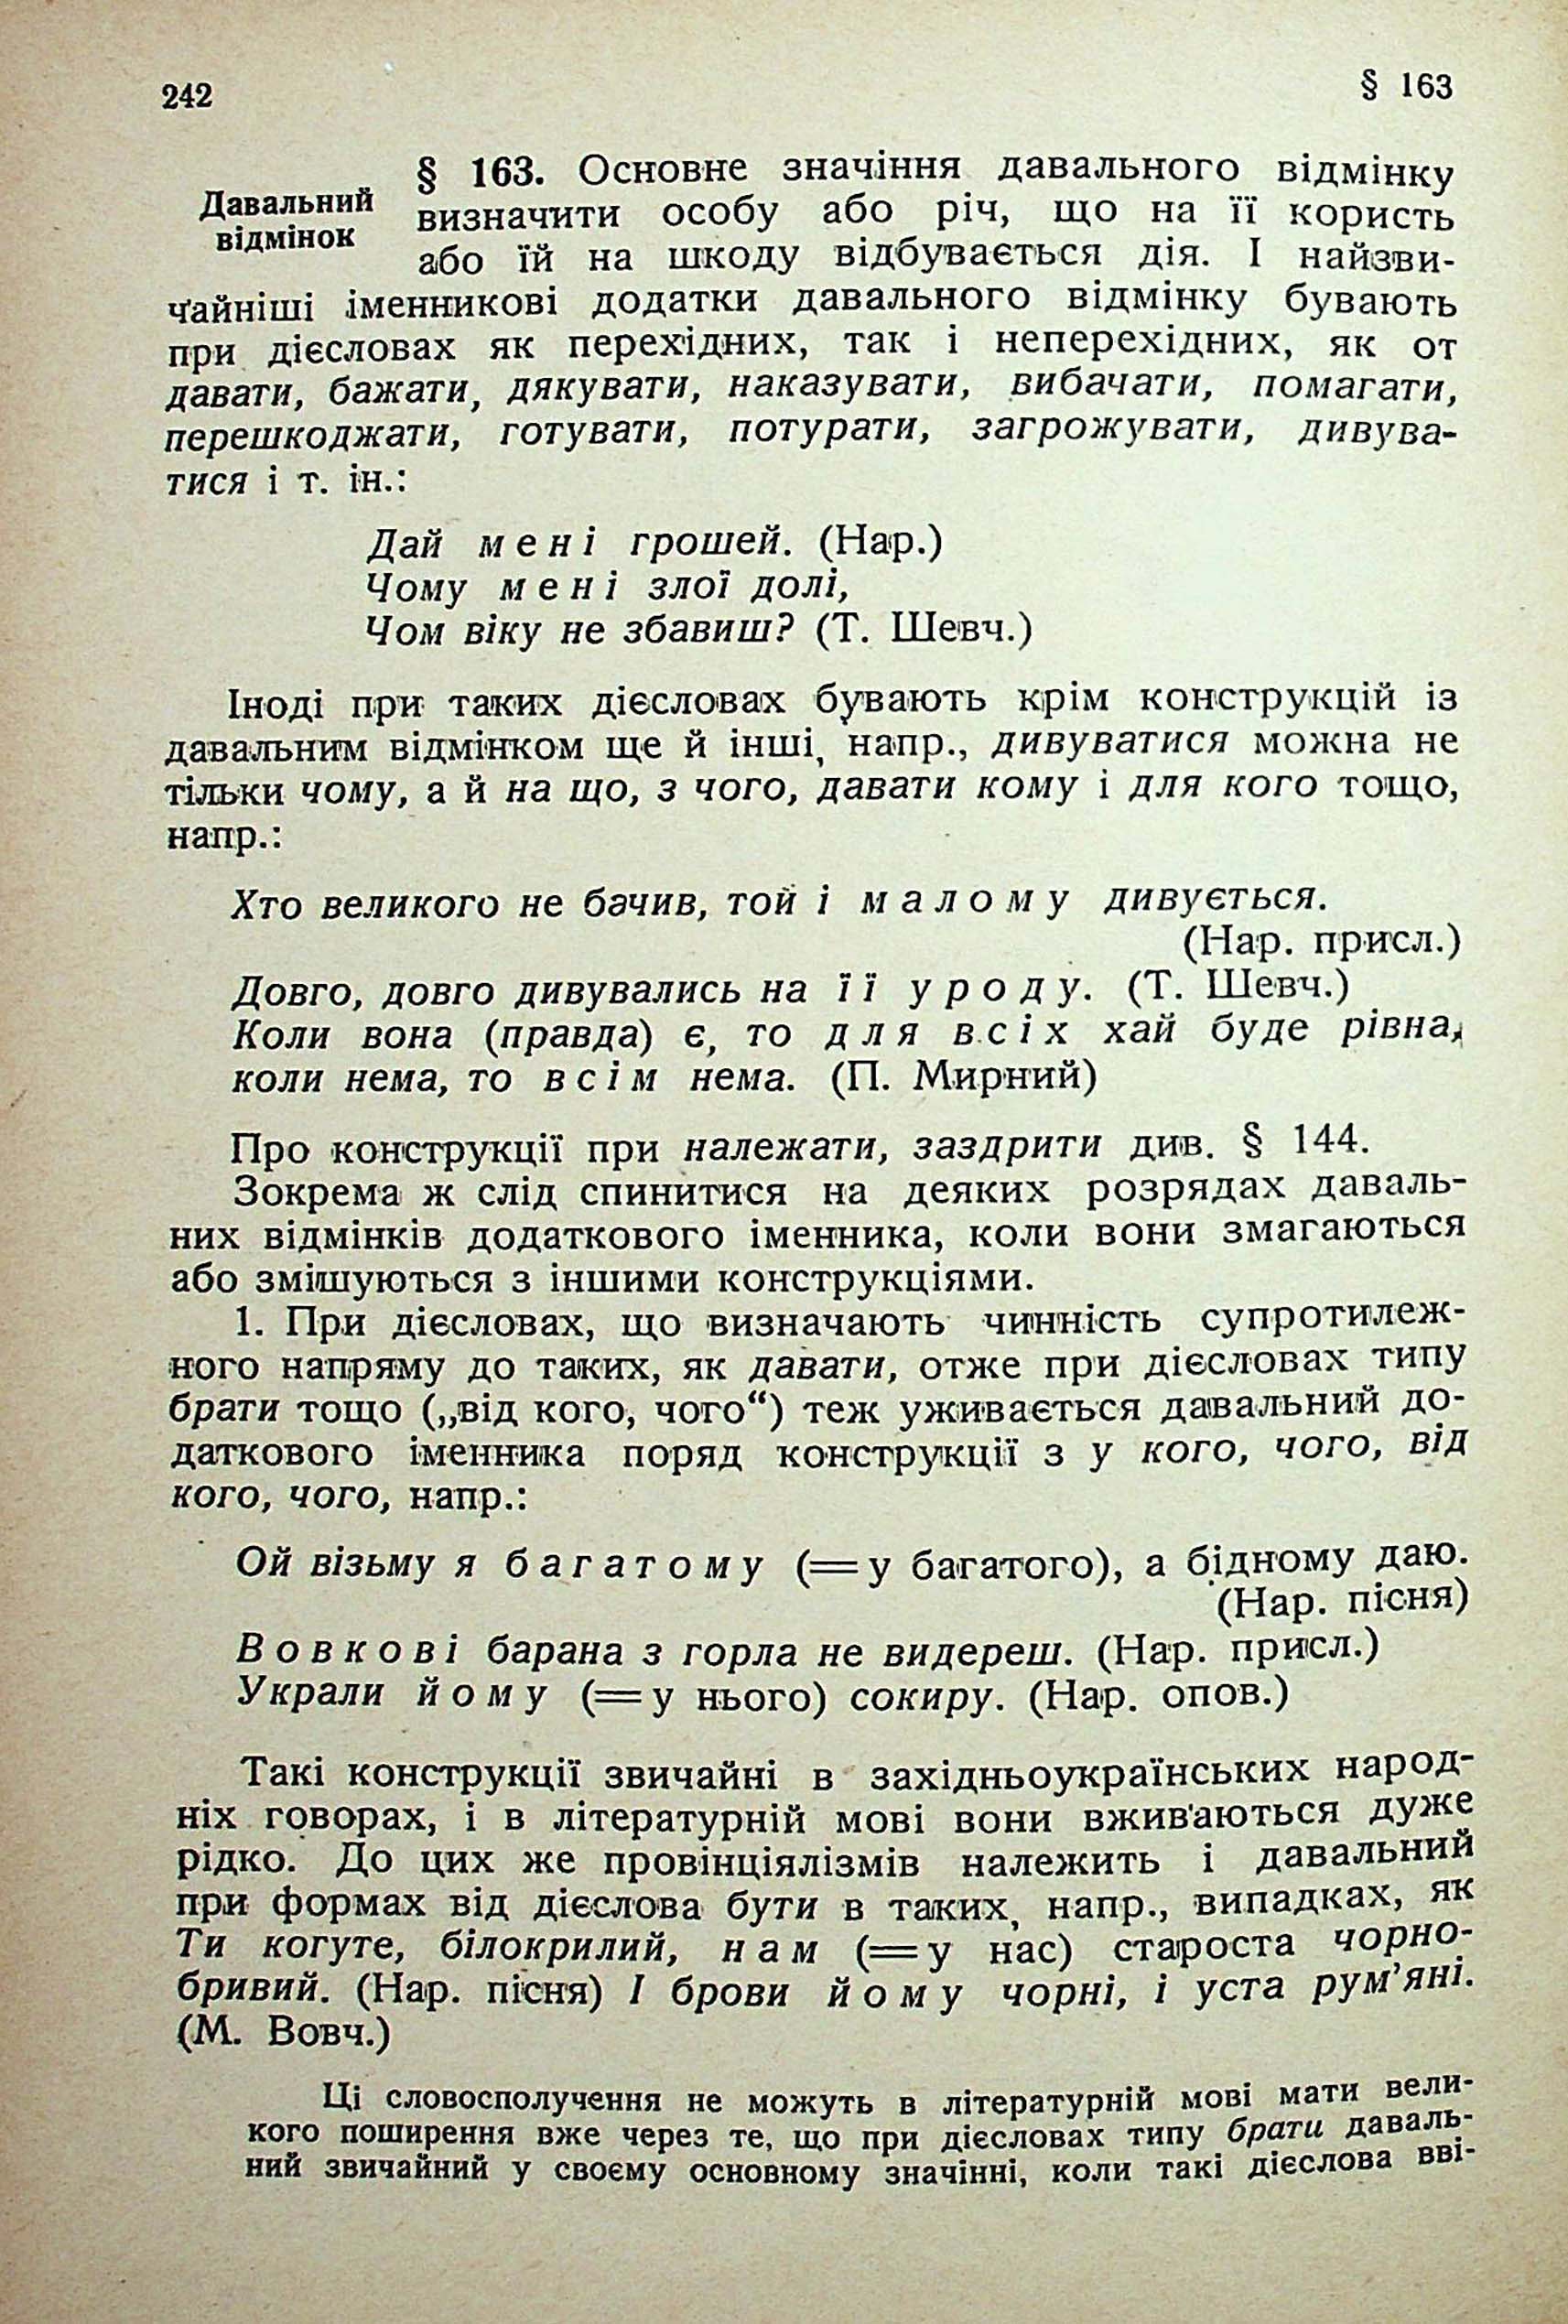 242
§ 163
Давальний
відмінок
§ 163. Основне значіння давального відмінку
визначити особу або річ, що на її користь
або їй на шкоду відбувається дія. І найзви-
чайніші іменникові додатки давального відмінку бувають
при дієсловах як перехідних, так і неперехідних, як от
давати, бажати, дякувати, наказувати, вибачати, помагати,
перешкоджати, готувати, потурати, загрожувати, дивува-
тися і т. ін.:
Дай мені грошей. (Нар.)
Чому мені злої долі,
Чом віку не збавиш? (Т. Шевч.)
Іноді при таких дієсловах бувають крім конструкцій із
давальним відмінком ще й інші, напр., дивуватися можна не
тільки чому, а й на що, з чого, давати кому і для кого тощо,
напр.:
Хто великого не бачив, той і малому дивується.
(Нар. присл.)
Довго, довго дивувались на її уроду. (Т. Шевч.)
Коли вона (правда) є, то для всіх хай буде рівна,
коли нема, то всім нема. (П. Мирний)
Про конструкції при належати, заздрити див. § 144.
Зокрема ж слід спинитися на деяких розрядах даваль-
них відмінків додаткового іменника, коли вони змагаються
або змішуються з іншими конструкціями.
1. При дієсловах, що визначають чинність супротилеж-
ного напряму до таких, як давати, отже при дієсловах типу
брати тощо („від кого, чого“) теж уживається давальний до-
даткового іменника поряд конструкції з у кого, чого, від
кого, чого, напр.:
Ой візьму я багатому (=у багатого), а бідному даю.
(Нар. пісня)
Вовкові барана з горла не видереш. (Нар. присл.)
Украли йому (=у нього) сокиру. (Нар. опов.)
Такі конструкції звичайні в західньоукраїнських народ-
ніх говорах, і в літературній мові вони вживаються дуже
рідко. До цих же провінціялізмів належить і давальний
при формах від дієслова бути в таких, напр., випадках, як
Ти когуте, білокрилий, нам (=у нас) староста чорно-
бривий. (Нар. пісня) І брови йому чорні, і уста рум'яні.
(М. Вовч.)
Ці словосполучення не можуть в літературній мові мати вели-
кого поширення вже через те, що при дієсловах типу брати даваль-
ний звичайний у своєму основному значінні, коли такі дієслова вві-